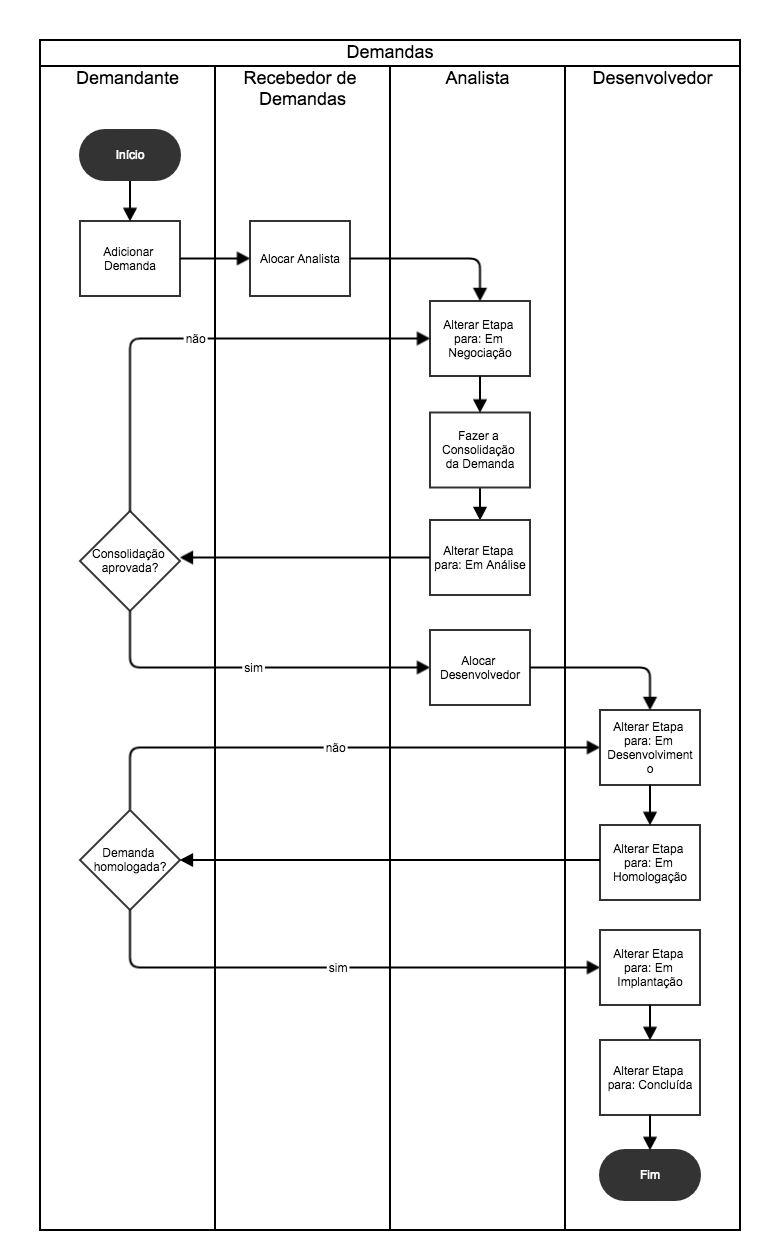 Demandas
Demandante
Recebedor de
Demandas
Analista
Desenvolvedor
Início
Adicionar
Demanda
Alocar Analista
Alterar Etapa
para: Em
Negociação
não
Fazer a
Consolidação
da Demanda
Consolidação
aprovada?
Alterar Etapa
para: Em Análise
sim
Alocar
Desenvolvedor
Alterar Etapa
para: Em
Desenvolviment
o
não
Demanda
homologada?
Alterar Etapa
para: Em
Homologação
sim
Alterar Etapa
para: Em
Implantação
Alterar Etapa
para: Concluída
Fim